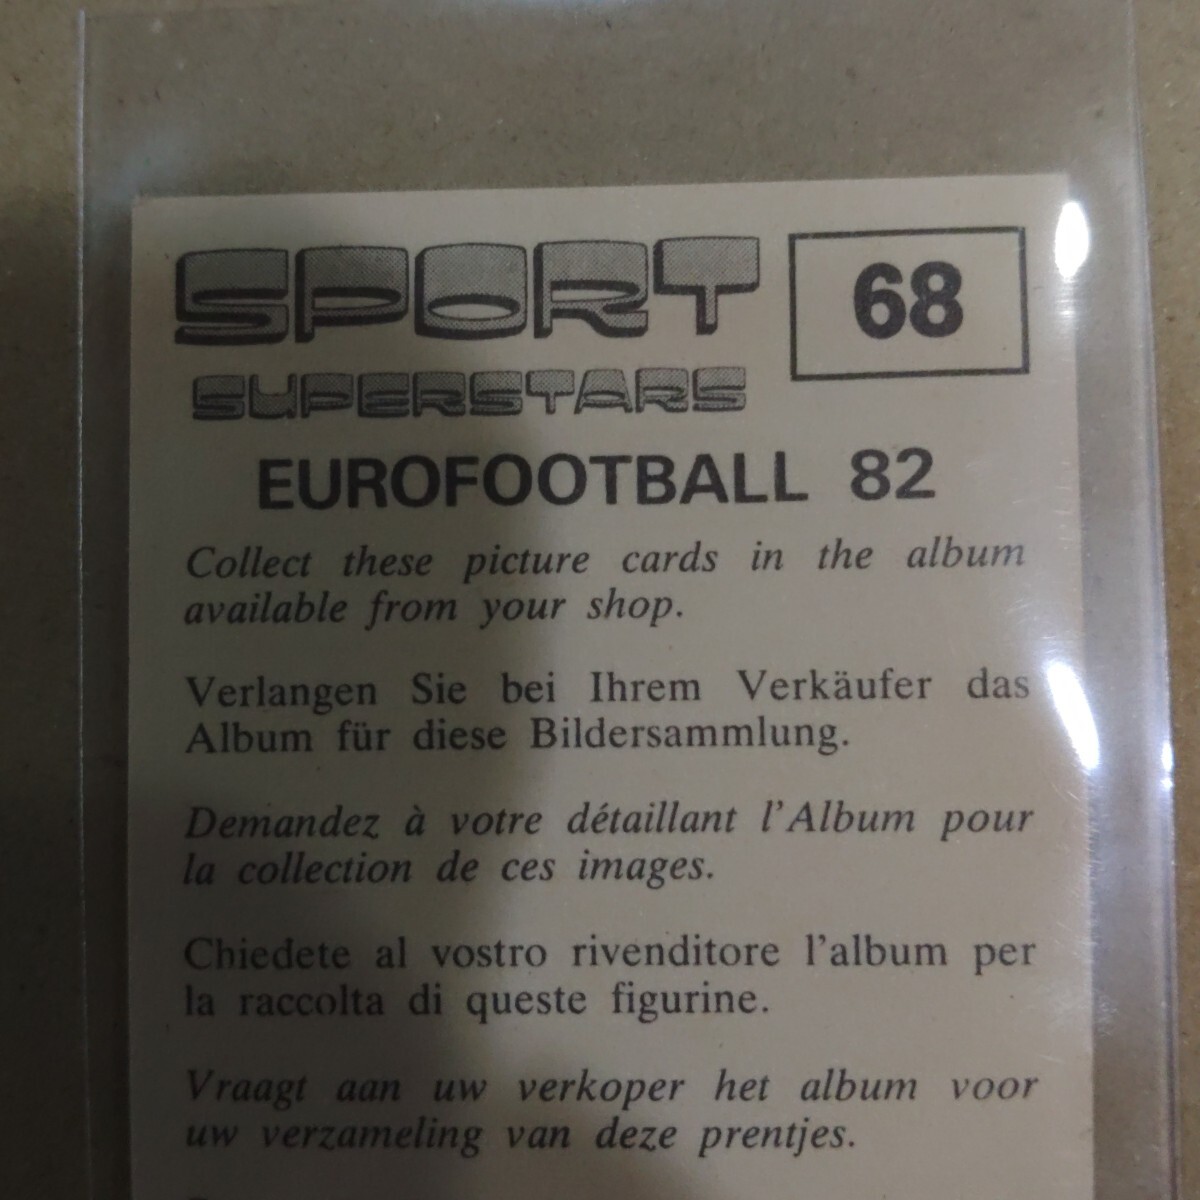 SPORT
68
SUPERSTARS
EUROFOOTBALL 82
Collect these picture cards in the album
available from your shop.
Verlangen Sie bei Ihrem Verkäufer das
Album für diese Bildersammlung.
Demandez à votre détaillant l'Album pour
la collection de ces images.
Chiedete al vostro rivenditore l'album per
la raccolta di queste figurine.
Vraagt aan uw verkoper het album voor
uw verzameling van deze prentjes.